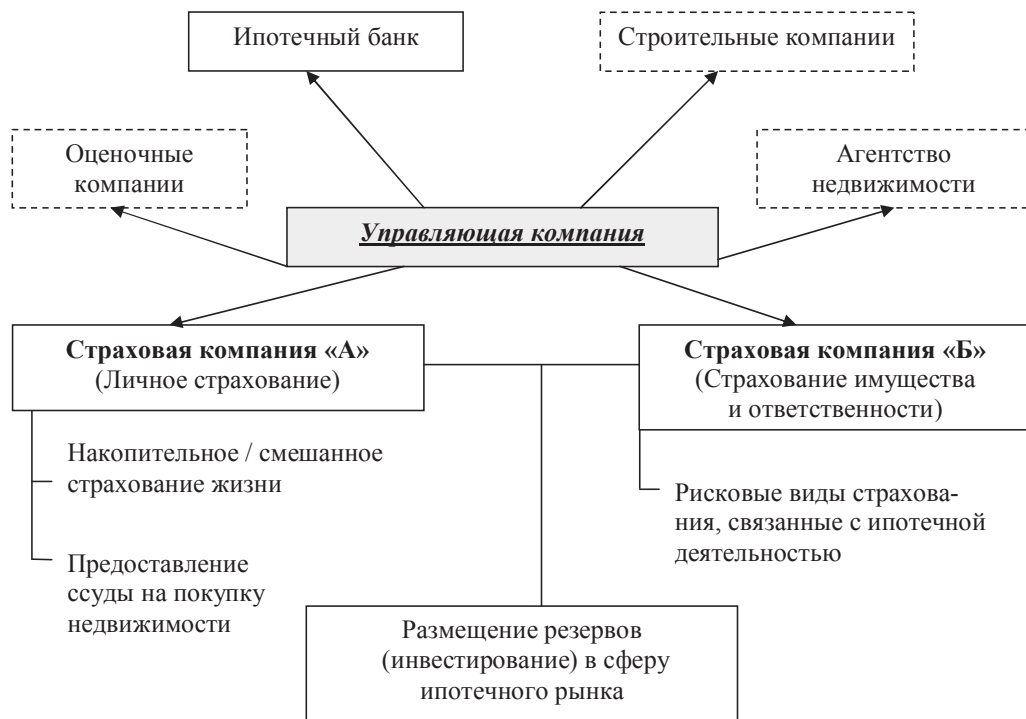 Ипотечный банк
Строительные компании
Оценочные
компании
Агентство
недвижимости
Управляющая компания
Страховая компания «А»
(Личное страхование)
Страховая компания «Б»
(Страхование имущества
и ответственности)
Накопительное / смешанное
страхование жизни
Предоставление
ссуды на покупку
недвижимости
Рисковые виды страхова-
ния, связанные с ипотечной
деятельностью
Размещение резервов
(инвестирование) в сферу
ипотечного рынка